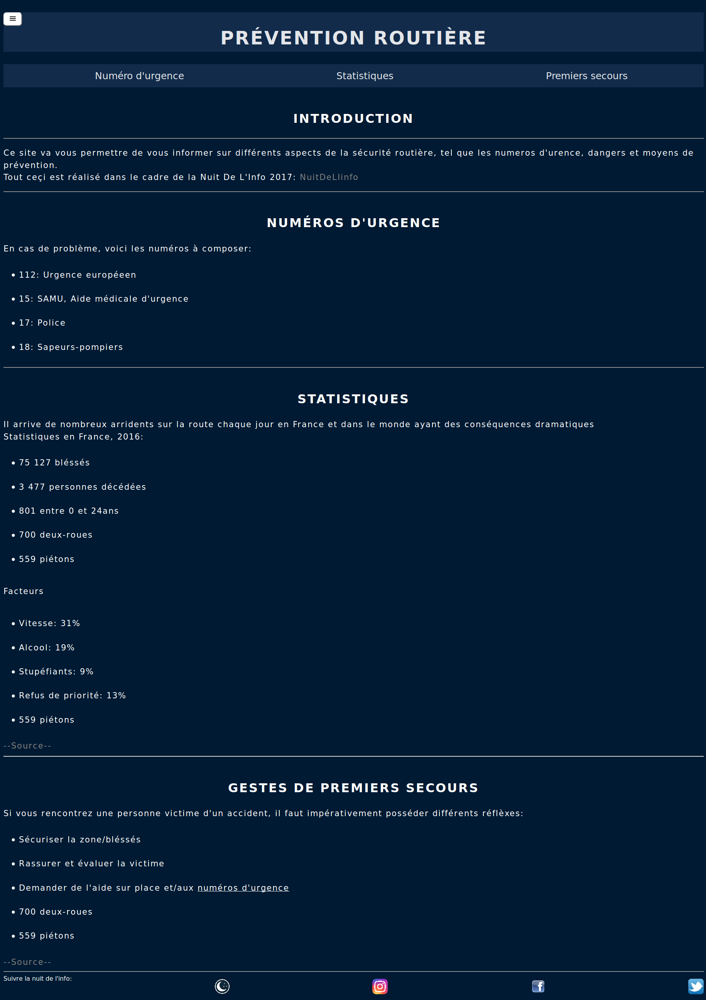 PRÉVENTION ROUTIÈRE
Numéro d'urgence
Statistiques
Premiers secours
INTRODUCTION
Ce site va vous permettre de vous informer sur différents aspects de la sécurité routière, tel que les numeros d'urence, dangers et moyens de
prévention.
Tout ceçi est réalisé dans le cadre de la Nuit De L'Info 2017: NuitDeLIinfo
NUMÉROS D'URGENCE
En cas de problème, voici les numéros à composer:
• 112: Urgence européeen
• 15: SAMU, Aide médicale d'urgence
• 17: Police
• 18: Sapeurs-pompiers
STATISTIQUES
Il arrive de nombreux arridents sur la route chaque jour en France et dans le monde ayant des conséquences dramatiques
Statistiques en France, 2016:
• 75 127 bléssés
• 3 477 personnes décédées
• 801 entre 0 et 24ans
• 700 deux-roues
• 559 piétons
Facteurs
• Vitesse: 31%
• Alcool: 19%
• Stupéfiants: 9%
• Refus de priorité: 13%
• 559 piétons
--Source--
GESTES DE PREMIERS SECOURS
Si vous rencontrez une personne victime d'un accident, il faut impérativement posséder différents réflèxes:
• Sécuriser la zone/bléssés
• Rassurer et évaluer la victime
• Demander de l'aide sur place et/aux numéros d'urgence
• 700 deux-roues
• 559 piétons
--Source--
Suivre la nuit de l'info: